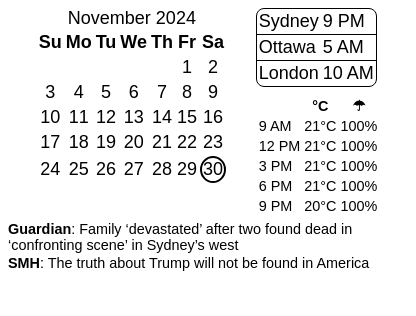 November 2024
Su Mo Tu We Th Fr Sa
1 2
3 4 5 6 7 8 9
10 11 12 13 14 15 16
17 18 19 20 21 22 23
24 25 26 27 28 29 30
Sydney 9 PM
Ottawa 5 AM
London 10 AM
°C ☂
9 AM 21°C 100%
12 PM 21°C 100%
3 PM 21°C 100%
6 PM 21°C 100%
9 PM 20°C 100%
Guardian: Family ‘devastated’ after two found dead in
‘confronting scene’ in Sydney’s west
SMH: The truth about Trump will not be found in America